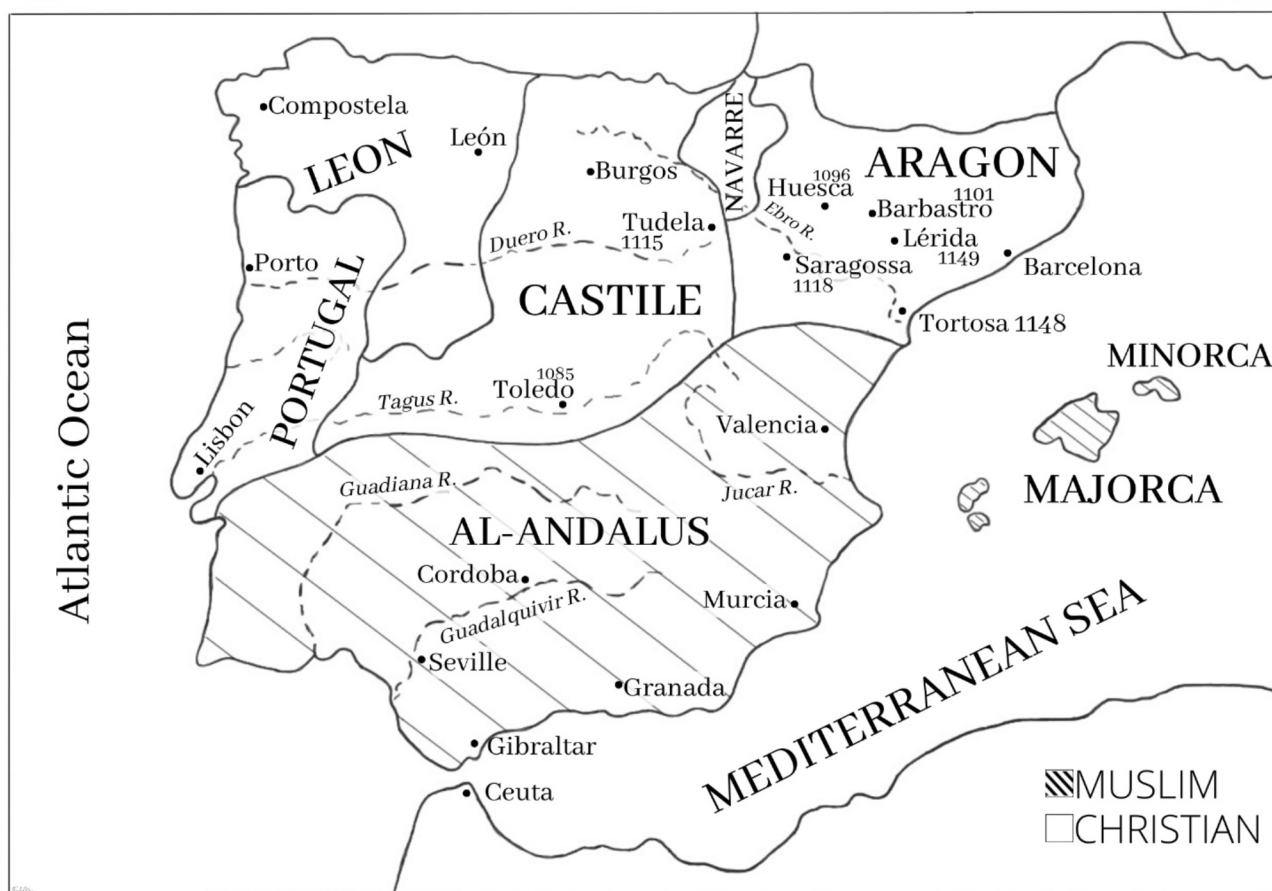 Compostela
LEON
León
Burgos
NAVARRE
ARAGON
1096
Huesca
1101
Barbastro
Lérida
1149
Ebro R.
Tudela
1115
Duero R.
Saragossa
1118
Barcelona
Tortosa 1148
Porto
PORTUGAL
CASTILE
Atlantic Ocean
Lisbon
Tagus R.
1085
Toledo
Valencia
MINORCA
MAJORCA
Guadiana R.
Jucar R.
AL-ANDALUS
Cordoba
Guadalquivir R.
Murcia
Seville
Granada
Gibraltar
Ceuta
MEDITERRANEAN SEA
MUSLIM
CHRISTIAN